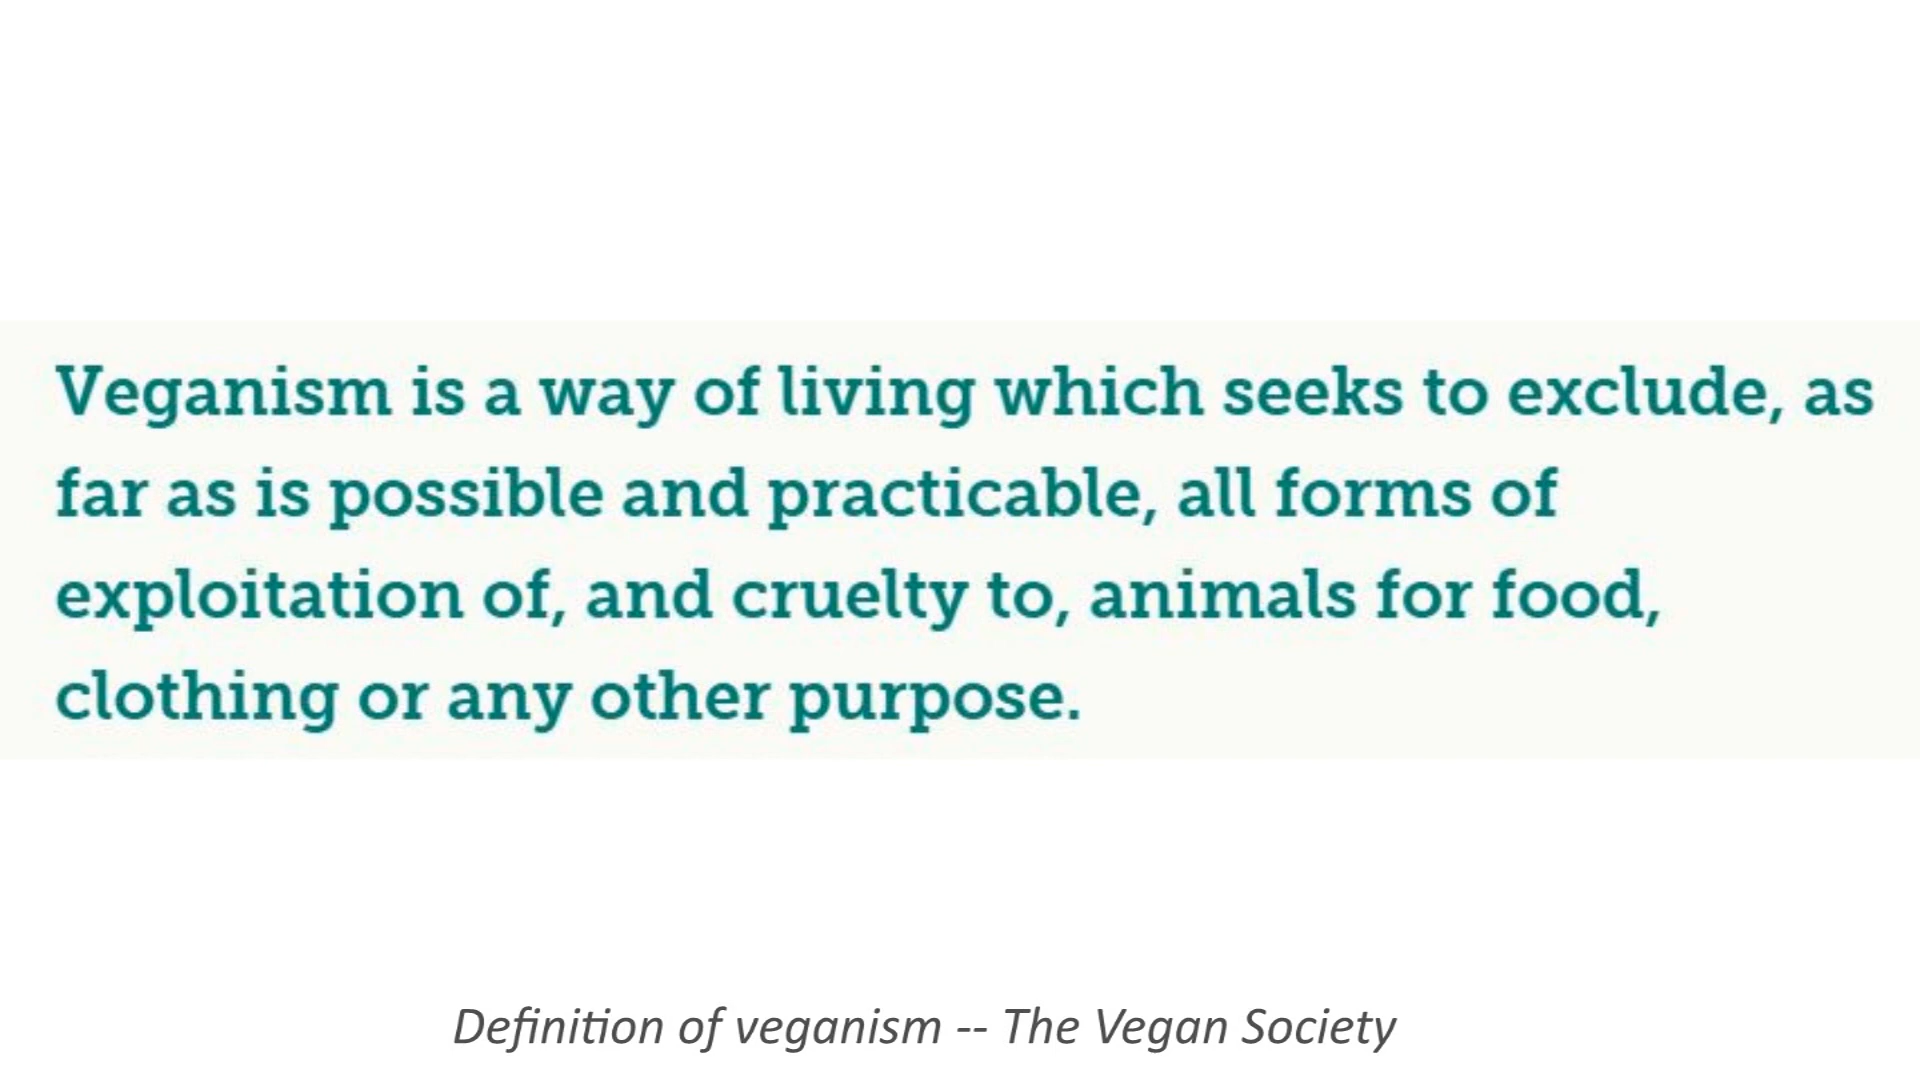 Veganism is a way of living which seeks to exclude, as
far as is possible and practicable, all forms of
exploitation of, and cruelty to, animals for food,
clothing or any other purpose.
Definition of veganism -- The Vegan Society